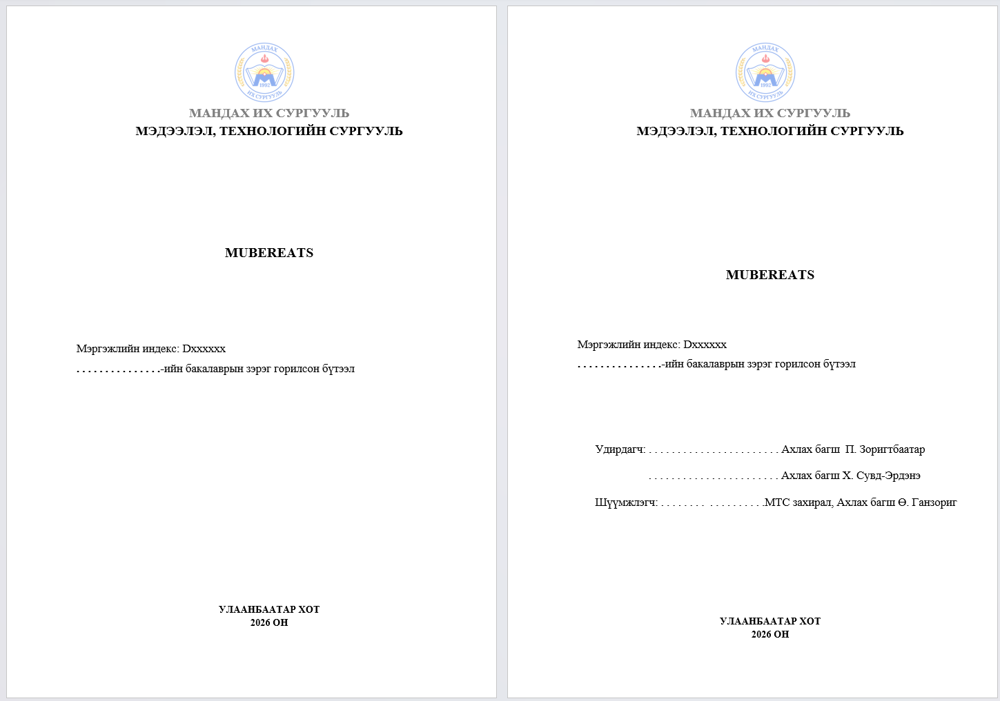 МАНДАХ
1992
ИХ СУРГУУЛЬ
МАНДАХ ИХ СУРГУУЛЬ
МЭДЭЭЛЭЛ, ТЕХНОЛОГИЙН СУРГУУЛЬ
MUBEREATS
Мэргэжлийн индекс: Dxxxxxx
. . . . . . . . . . . . . . .-ийн бакалаврын зэрэг горилсон бүтээл
УЛААНБААТАР ХОТ
2026 ОН
МАНДАХ
1992
ИХ СУРГУУЛЬ
МАНДАХ ИХ СУРГУУЛЬ
МЭДЭЭЛЭЛ, ТЕХНОЛОГИЙН СУРГУУЛЬ
MUBEREATS
Мэргэжлийн индекс: Dxxxxxx
. . . . . . . . . . . . . . .-ийн бакалаврын зэрэг горилсон бүтээл
Удирдагч: . . . . . . . . . . . . . . . . . . . . . . . Ахлах багш П. Зоригтбаатар
. . . . . . . . . . . . . . . . . . . . . . . Ахлах багш Х. Сувд-Эрдэнэ
Шүүмжлэгч: . . . . . . . . . . . . . . . . . .МТС захирал, Ахлах багш Ө. Ганзориг
УЛААНБААТАР ХОТ
2026 ОН